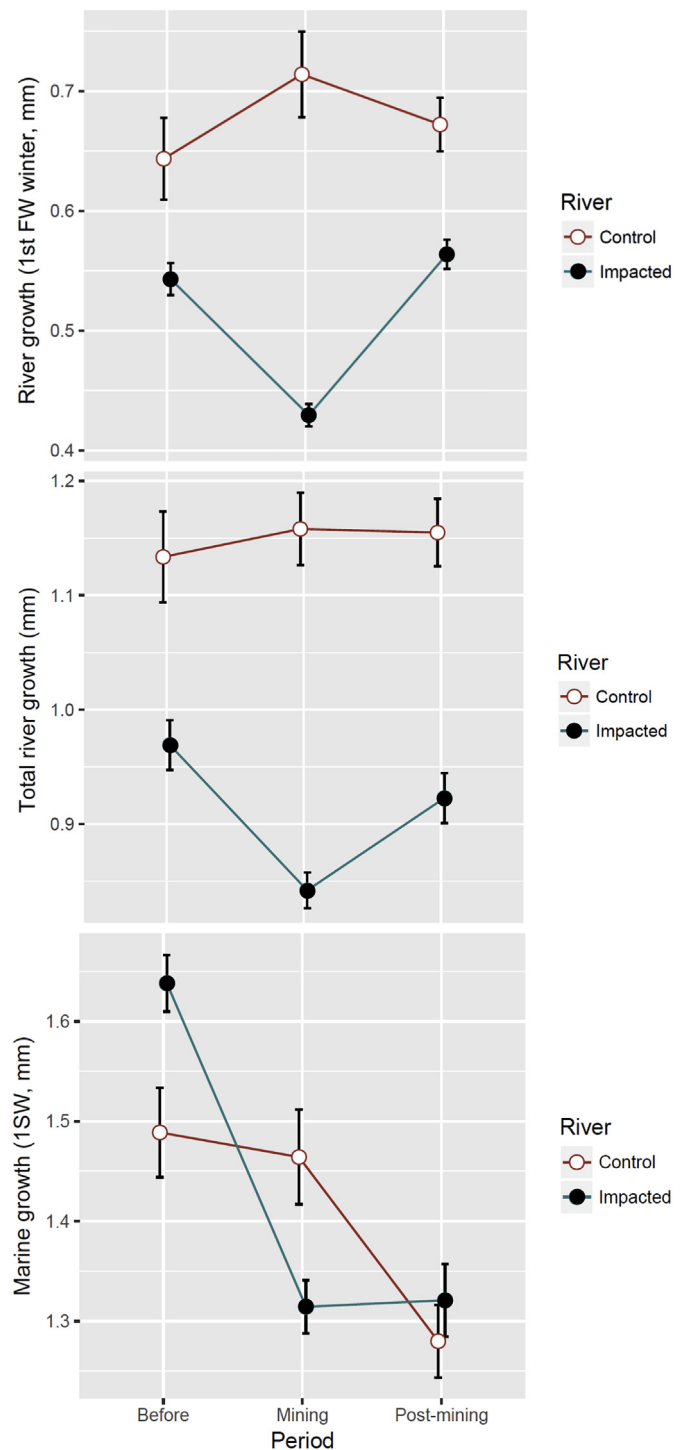 River growth (1st FW winter, mm)
0.7
0.6
0.5
0.4
River
Control
Impacted
Total river growth (mm)
1.2
1.1
1.0
0.9
River
Control
Impacted
Marine growth (1SW, mm)
1.6
1.5
1.4
1.3
River
Control
Impacted
Before
Mining
Post-mining
Period